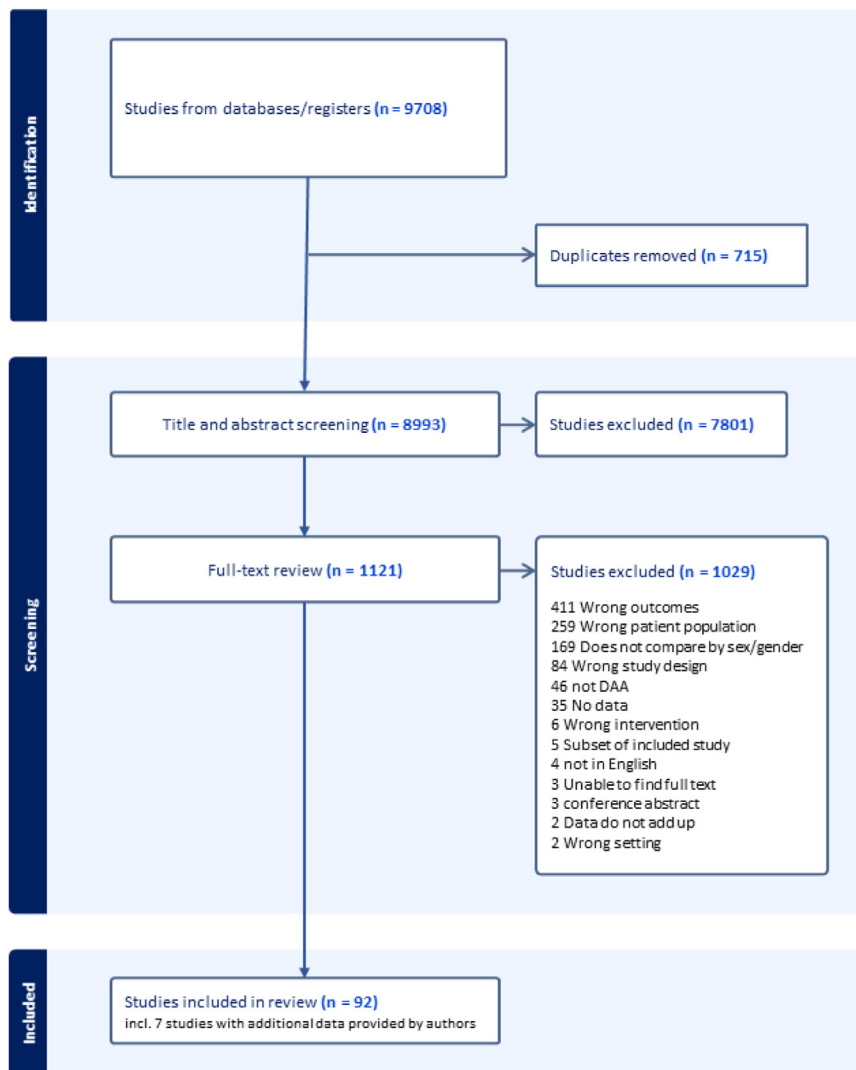 Identification
Studies from databases/registers (n = 9708)
Duplicates removed (n = 715)
Screening
Title and abstract screening (n = 8993)
Studies excluded (n = 7801)
Full-text review (n = 1121)
Studies excluded (n = 1029)
411 Wrong outcomes
259 Wrong patient population
169 Does not compare by sex/gender
84 Wrong study design
46 not DAA
35 No data
6 Wrong intervention
5 Subset of included study
4 not in English
3 Unable to find full text
3 conference abstract
2 Data do not add up
2 Wrong setting
Included
Studies included in review (n = 92)
incl. 7 studies with additional data provided by authors